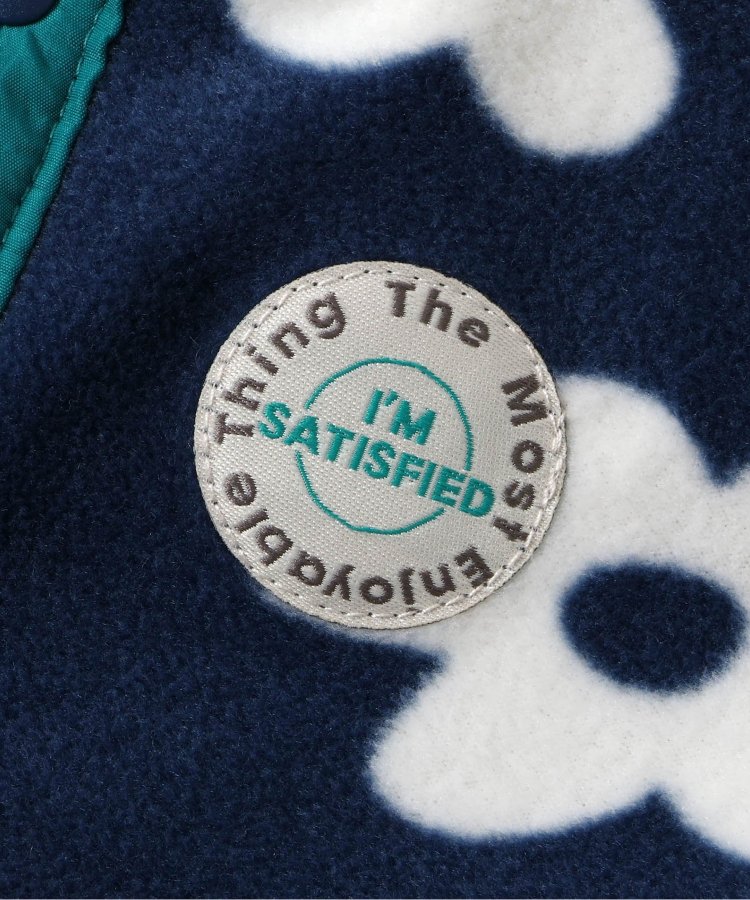 The Most Enjoyable Thing
I'M
SATISFIED